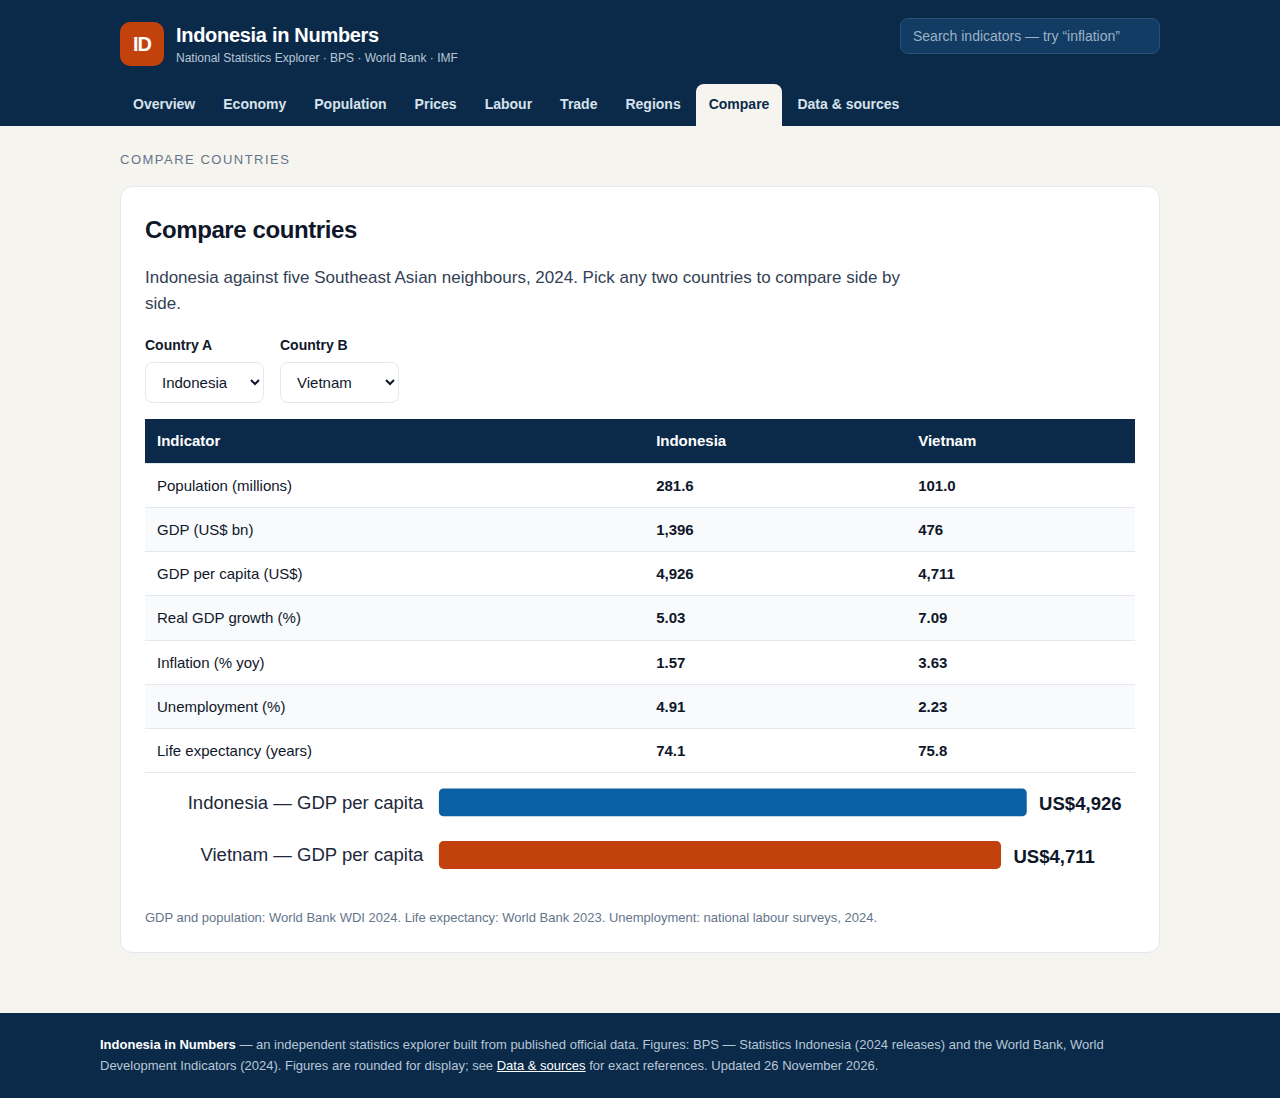 ID
Indonesia in Numbers
National Statistics Explorer · BPS · World Bank · IMF
Search indicators — try “inflation”
Overview Economy Population Prices Labour Trade Regions Compare Data & sources
COMPARE COUNTRIES
Compare countries
Indonesia against five Southeast Asian neighbours, 2024. Pick any two countries to compare side by
side.
Country A Country B
Indonesia Vietnam
Indicator Indonesia Vietnam
Population (millions) 281.6 101.0
GDP (US$ bn) 1,396 476
GDP per capita (US$) 4,926 4,711
Real GDP growth (%) 5.03 7.09
Inflation (% yoy) 1.57 3.63
Unemployment (%) 4.91 2.23
Life expectancy (years) 74.1 75.8
Indonesia — GDP per capita US$4,926
Vietnam — GDP per capita US$4,711
GDP and population: World Bank WDI 2024. Life expectancy: World Bank 2023. Unemployment: national labour surveys, 2024.
Indonesia in Numbers — an independent statistics explorer built from published official data. Figures: BPS — Statistics Indonesia (2024 releases) and the World Bank, World
Development Indicators (2024). Figures are rounded for display; see Data & sources for exact references. Updated 26 November 2026.